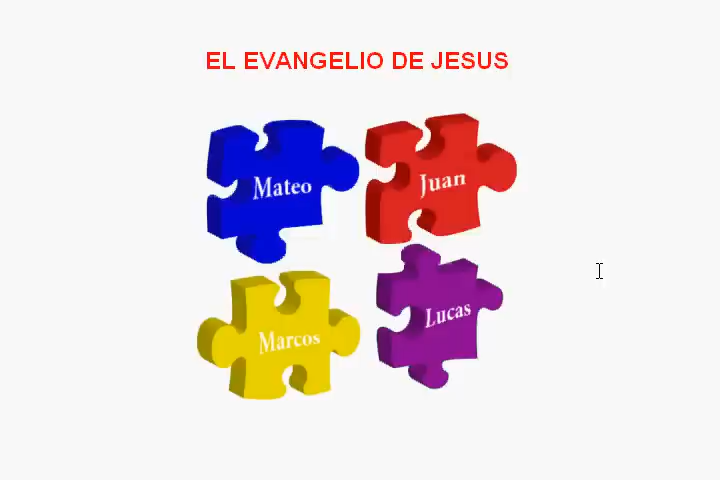 EL EVANGELIO DE JESUS
Mateo
Juan
Marcos
Lucas